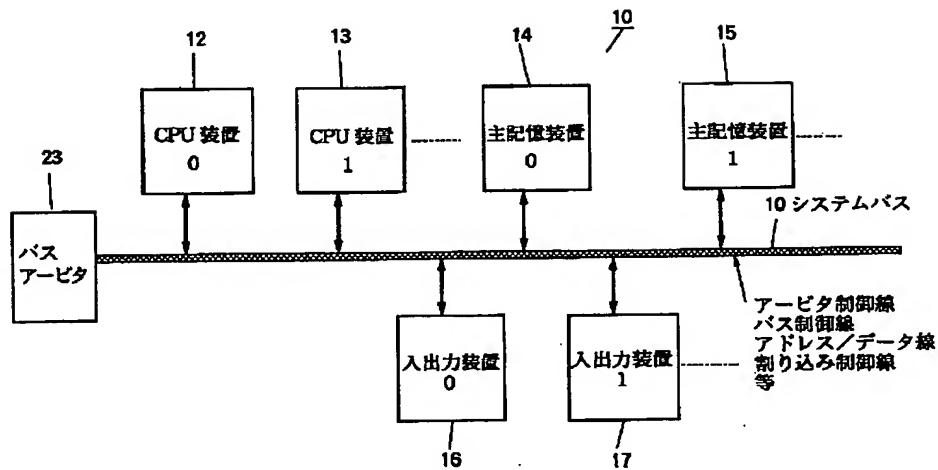 12
13
14
10
15
CPU 装置
0
CPU 装置
1
主記憶装置
0
主記憶装置
1
23
バス
アービタ
10 システムバス
アービタ制御線
バス制御線
アドレス／データ線
割り込み制御線
等
入出力装置
0
入出力装置
1
16
17